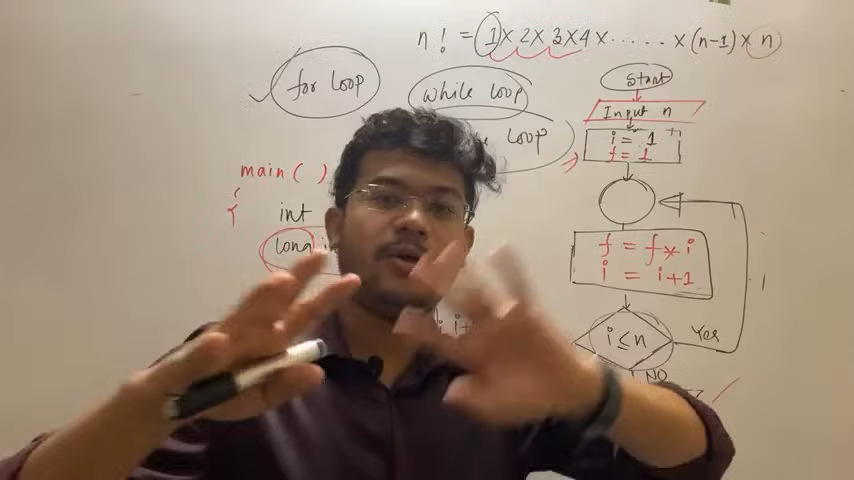 n! = 1 x 2 x 3 x 4 x ...... x (n-1) x n
for loop
while loop
loop
main( )
{
int
long
Start
Input n
i = 1
f = 1
f = f * i
i = i+1
i ≤ n
Yes
NO